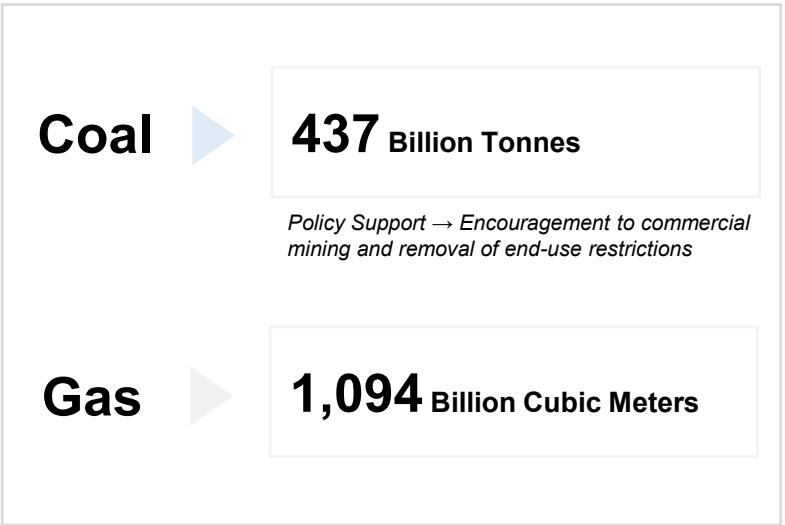 Coal
437 Billion Tonnes
Policy Support → Encouragement to commercial
mining and removal of end-use restrictions
Gas
1,094 Billion Cubic Meters